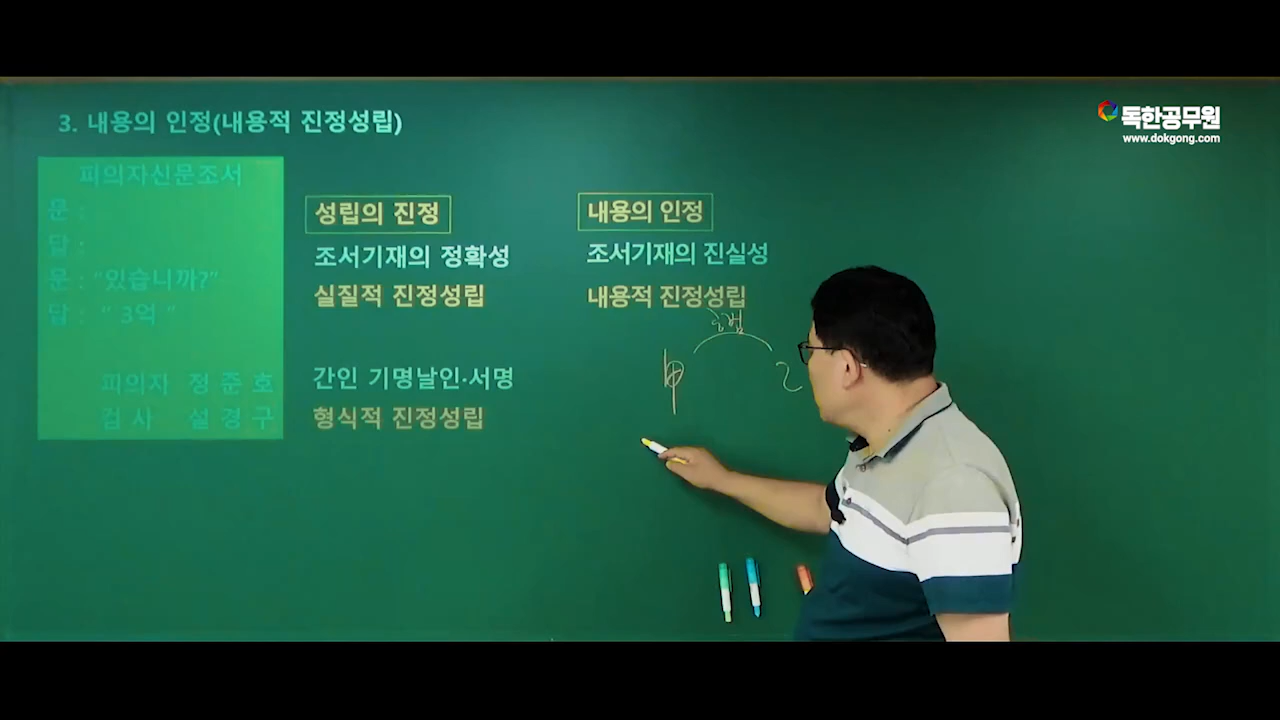 3. 내용의 인정(내용적 진정성립)
독한공무원
www.dokgong.com
피의자신문조서
문 :
답 :
문 : “있습니까?”
답 : “ 3억 ”
피의자 정 준 호
검 사 설 경 구
성립의 진정
조서기재의 정확성
실질적 진정성립
간인 기명날인·서명
형식적 진정성립
내용의 인정
조서기재의 진실성
내용적 진정성립